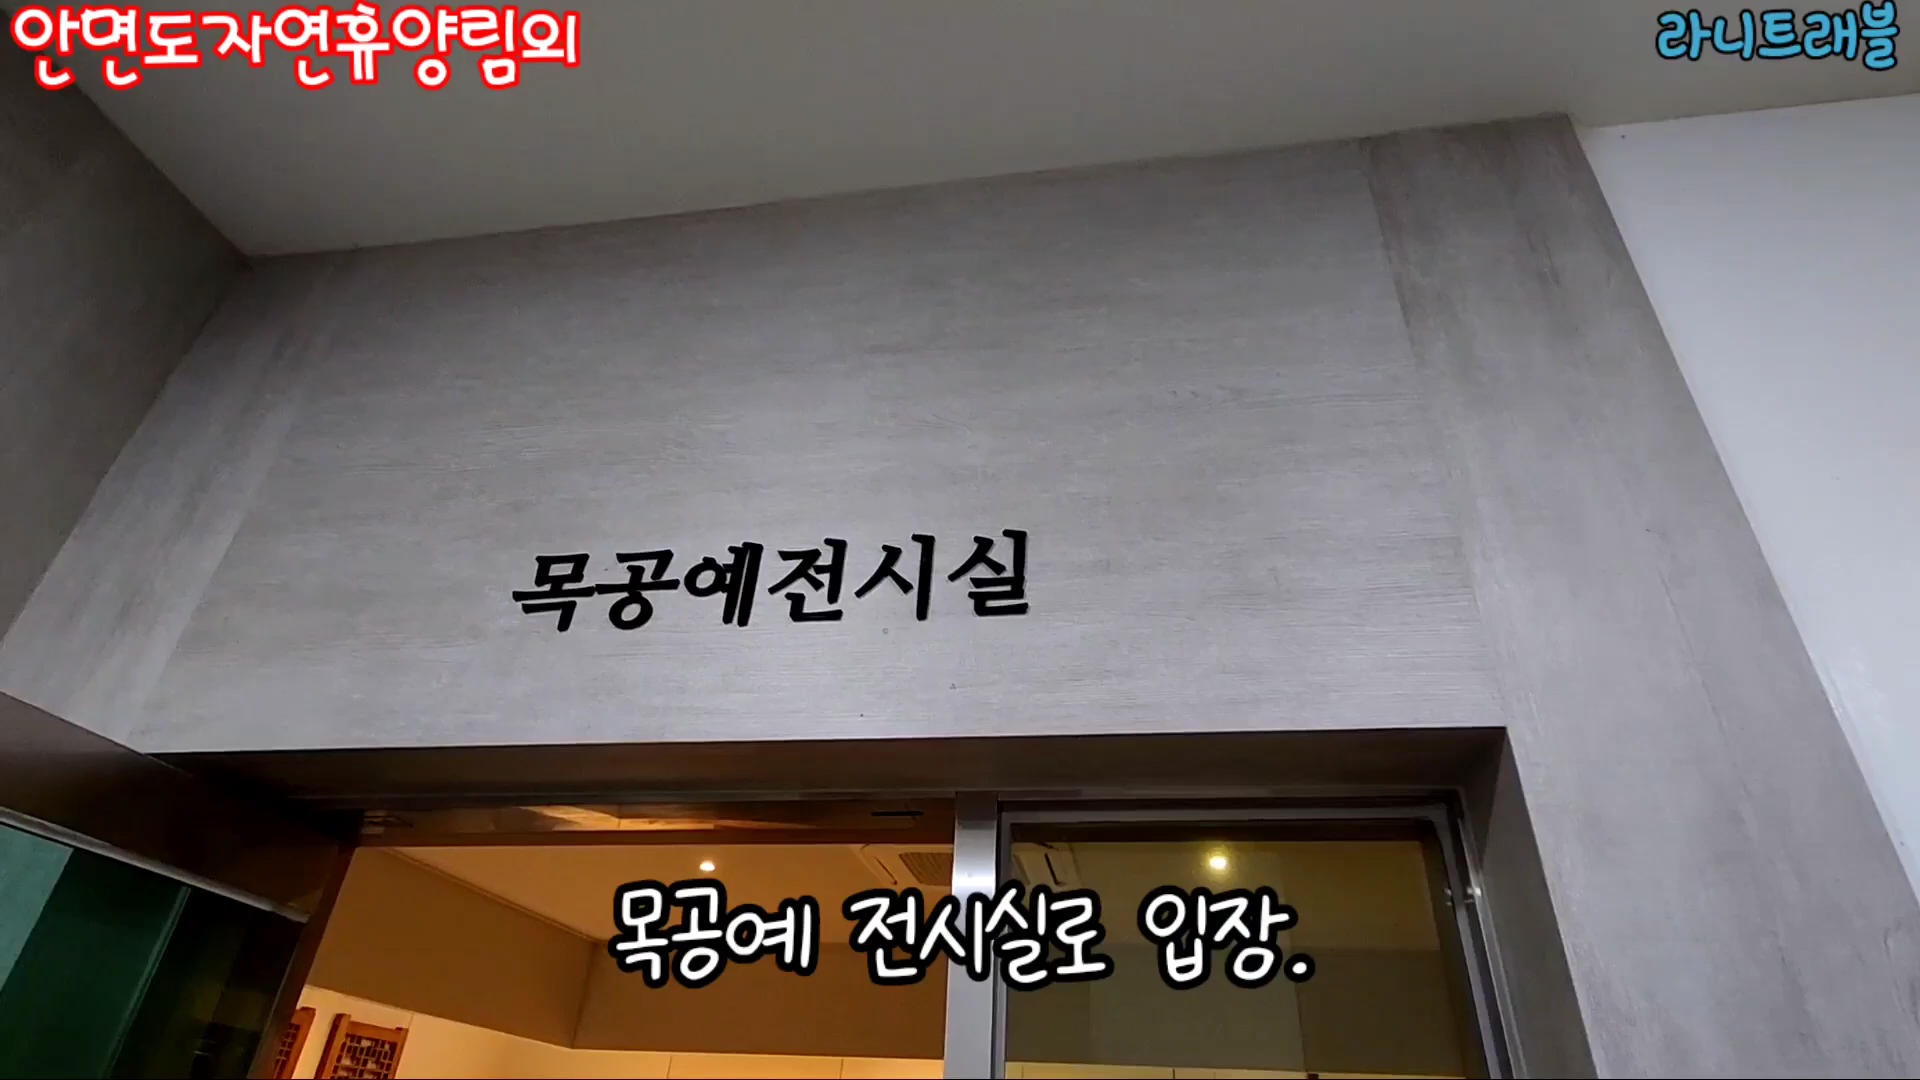 안면도자연휴양림외
라니트래블
목공예전시실
목공예 전시실로 입장.